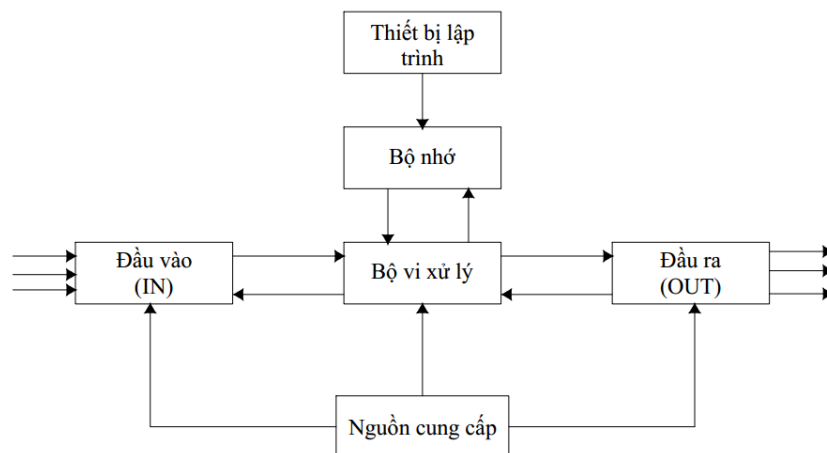 Thiết bị lập
trình
Bộ nhớ
Đầu vào
(IN)
Bộ vi xử lý
Đầu ra
(OUT)
Nguồn cung cấp